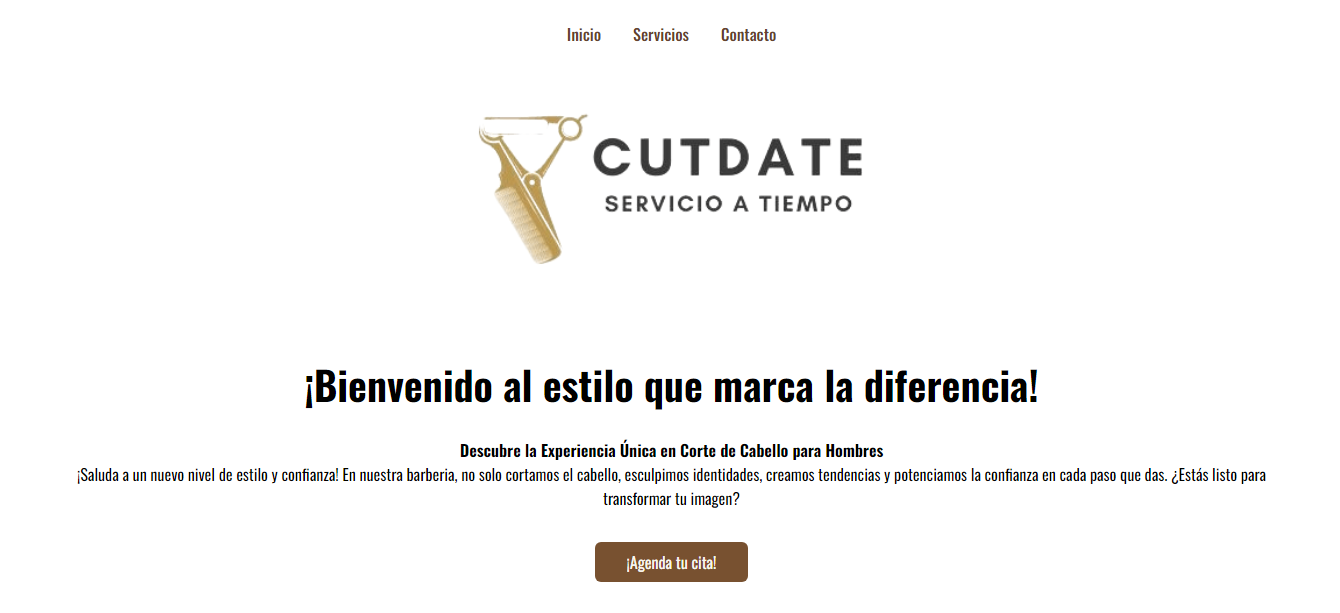 Inicio Servicios Contacto
CUTDATE
SERVICIO A TIEMPO
¡Bienvenido al estilo que marca la diferencia!
Descubre la Experiencia Única en Corte de Cabello para Hombres
¡Saluda a un nuevo nivel de estilo y confianza! En nuestra barberia, no solo cortamos el cabello, esculpimos identidades, creamos tendencias y potenciamos la confianza en cada paso que das. ¿Estás listo para
transformar tu imagen?
¡Agenda tu cita!